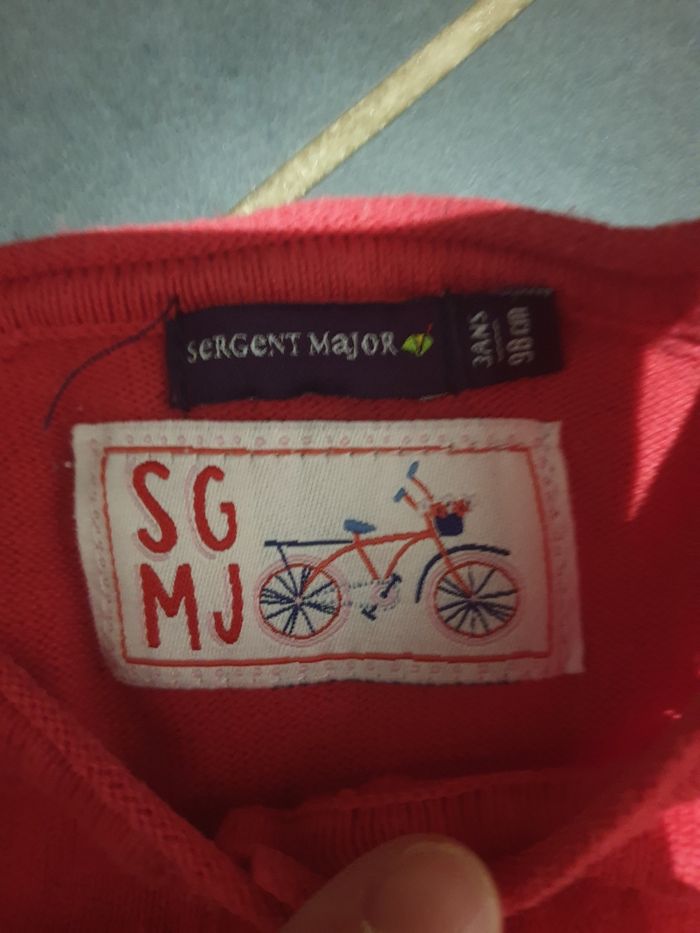 SeRGeNT MajOR
3ANS
98CM
SG
MJ